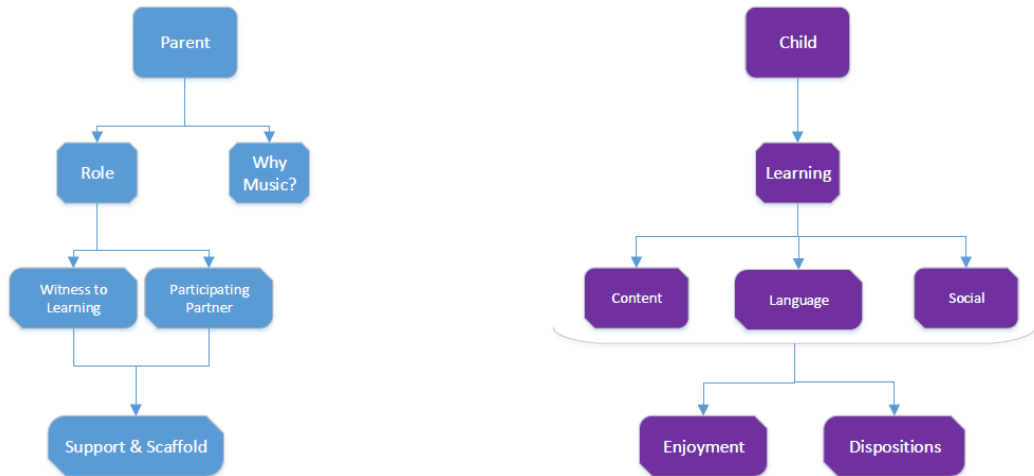 Parent
Child
Role
Why
Music?
Learning
Witness to
Learning
Participating
Partner
Content
Language
Social
Support & Scaffold
Enjoyment
Dispositions